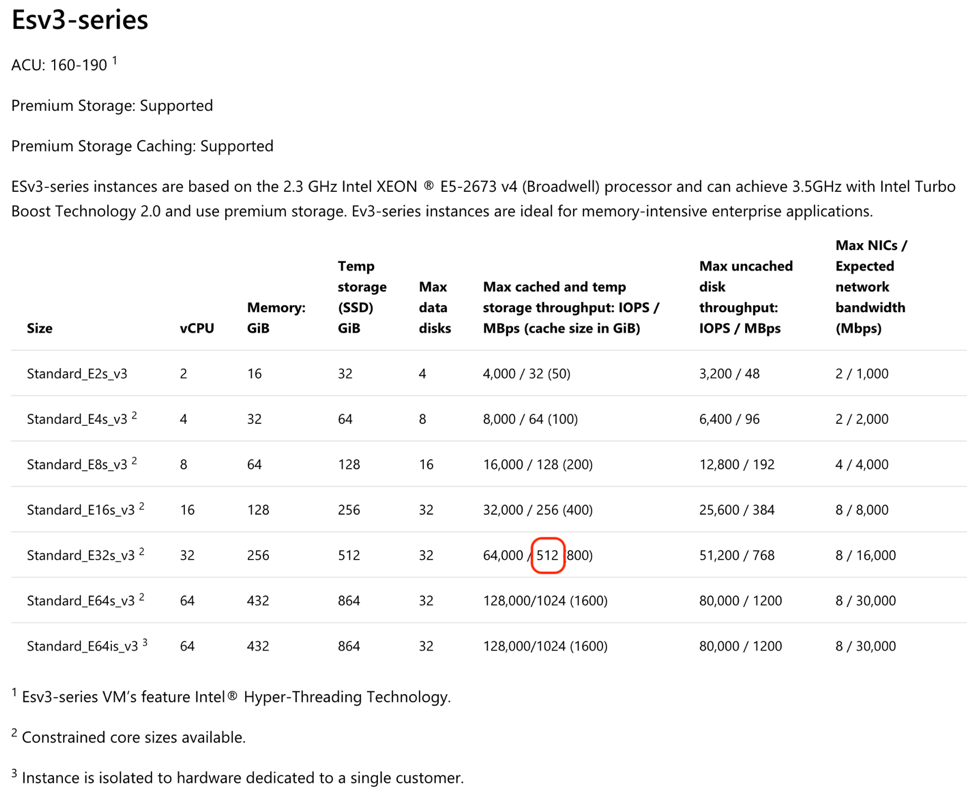 Esv3-series
ACU: 160-190 1
Premium Storage: Supported
Premium Storage Caching: Supported
ESv3-series instances are based on the 2.3 GHz Intel XEON ® E5-2673 v4 (Broadwell) processor and can achieve 3.5GHz with Intel Turbo
Boost Technology 2.0 and use premium storage. Ev3-series instances are ideal for memory-intensive enterprise applications.
Size vCPU Memory: GiB Temp storage (SSD) GiB Max data disks Max cached and temp storage throughput: IOPS / MBps (cache size in GiB) Max uncached disk throughput: IOPS / MBps Max NICs / Expected network bandwidth (Mbps)
Standard_E2s_v3 2 16 32 4 4,000 / 32 (50) 3,200 / 48 2 / 1,000
Standard_E4s_v3 2 4 32 64 8 8,000 / 64 (100) 6,400 / 96 2 / 2,000
Standard_E8s_v3 2 8 64 128 16 16,000 / 128 (200) 12,800 / 192 4 / 4,000
Standard_E16s_v3 2 16 128 256 32 32,000 / 256 (400) 25,600 / 384 8 / 8,000
Standard_E32s_v3 2 32 256 512 32 64,000 / 512 (800) 51,200 / 768 8 / 16,000
Standard_E64s_v3 2 64 432 864 32 128,000/1024 (1600) 80,000 / 1200 8 / 30,000
Standard_E64is_v3 3 64 432 864 32 128,000/1024 (1600) 80,000 / 1200 8 / 30,000
1 Esv3-series VM's feature Intel® Hyper-Threading Technology.
2 Constrained core sizes available.
3 Instance is isolated to hardware dedicated to a single customer.